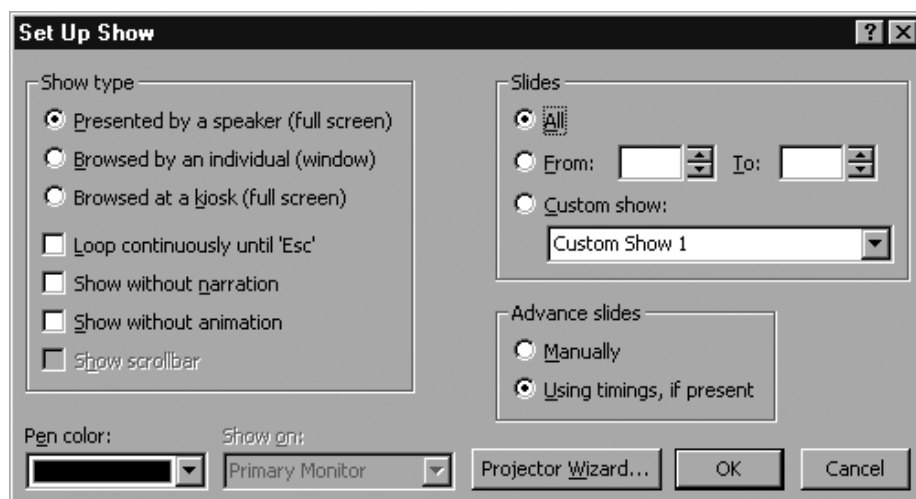 Set Up Show
Show type
Presented by a speaker (full screen)
Browsed by an individual (window)
Browsed at a kiosk (full screen)
Loop continuously until 'Esc'
Show without narration
Show without animation
Show scrollbar
Slides
All
From: To:
Custom show:
Custom Show 1
Advance slides
Manually
Using timings, if present
Pen color: Show on:
Primary Monitor Projector Wizard... OK Cancel